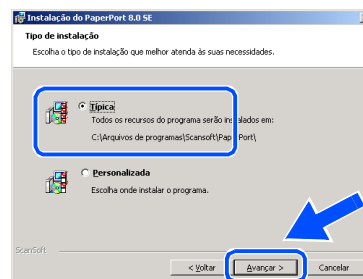 Instalação do PaperPort 8.0 SE
Tipo de instalação
Escolha o tipo de instalação que melhor atenda às suas necessidades.
Típica
Todos os recursos do programa serão instalados em:
C:\Arquivos de programas\Scansoft\PaperPort\
Personalizada
Escolha onde instalar o programa.
ScanSoft
< Voltar
Avançar >
Cancelar